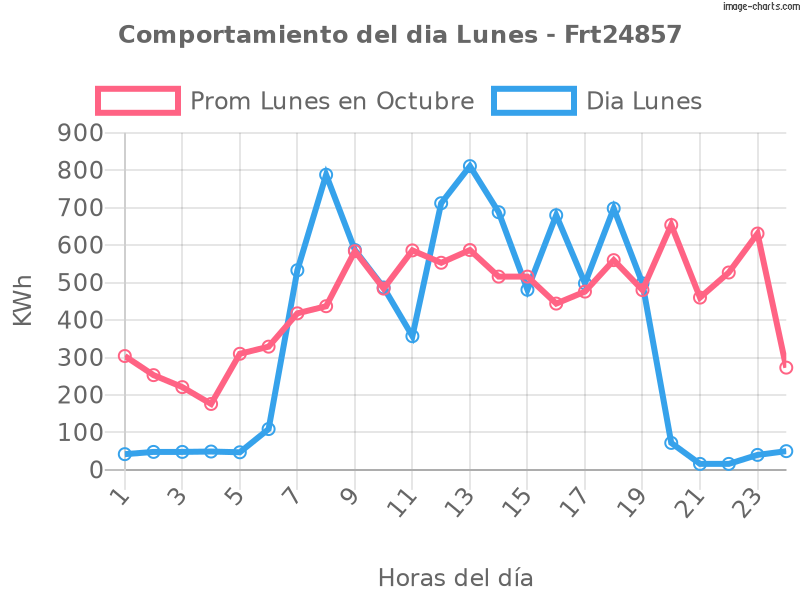 image-charts.com
Comportamiento del dia Lunes - Frt24857
Prom Lunes en Octubre Dia Lunes
900
800
700
600
500
400
300
200
100
0
KWh
1 3 5 7 9 11 13 15 17 19 21 23
Horas del día